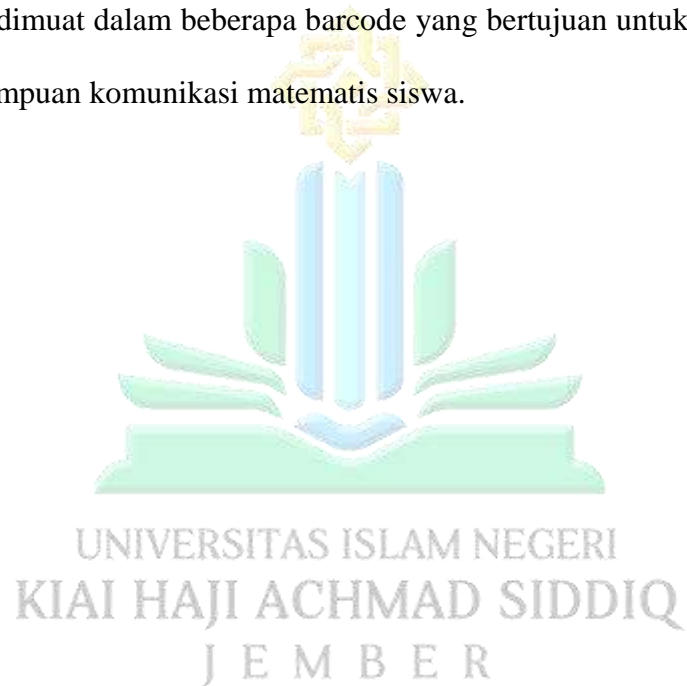 dimuat dalam beberapa barcode yang bertujuan untuk
mpuan komunikasi matematis siswa.
UNIVERSITAS ISLAM NEGERI
KIAI HAJI ACHMAD SIDDIQ
J E M B E R